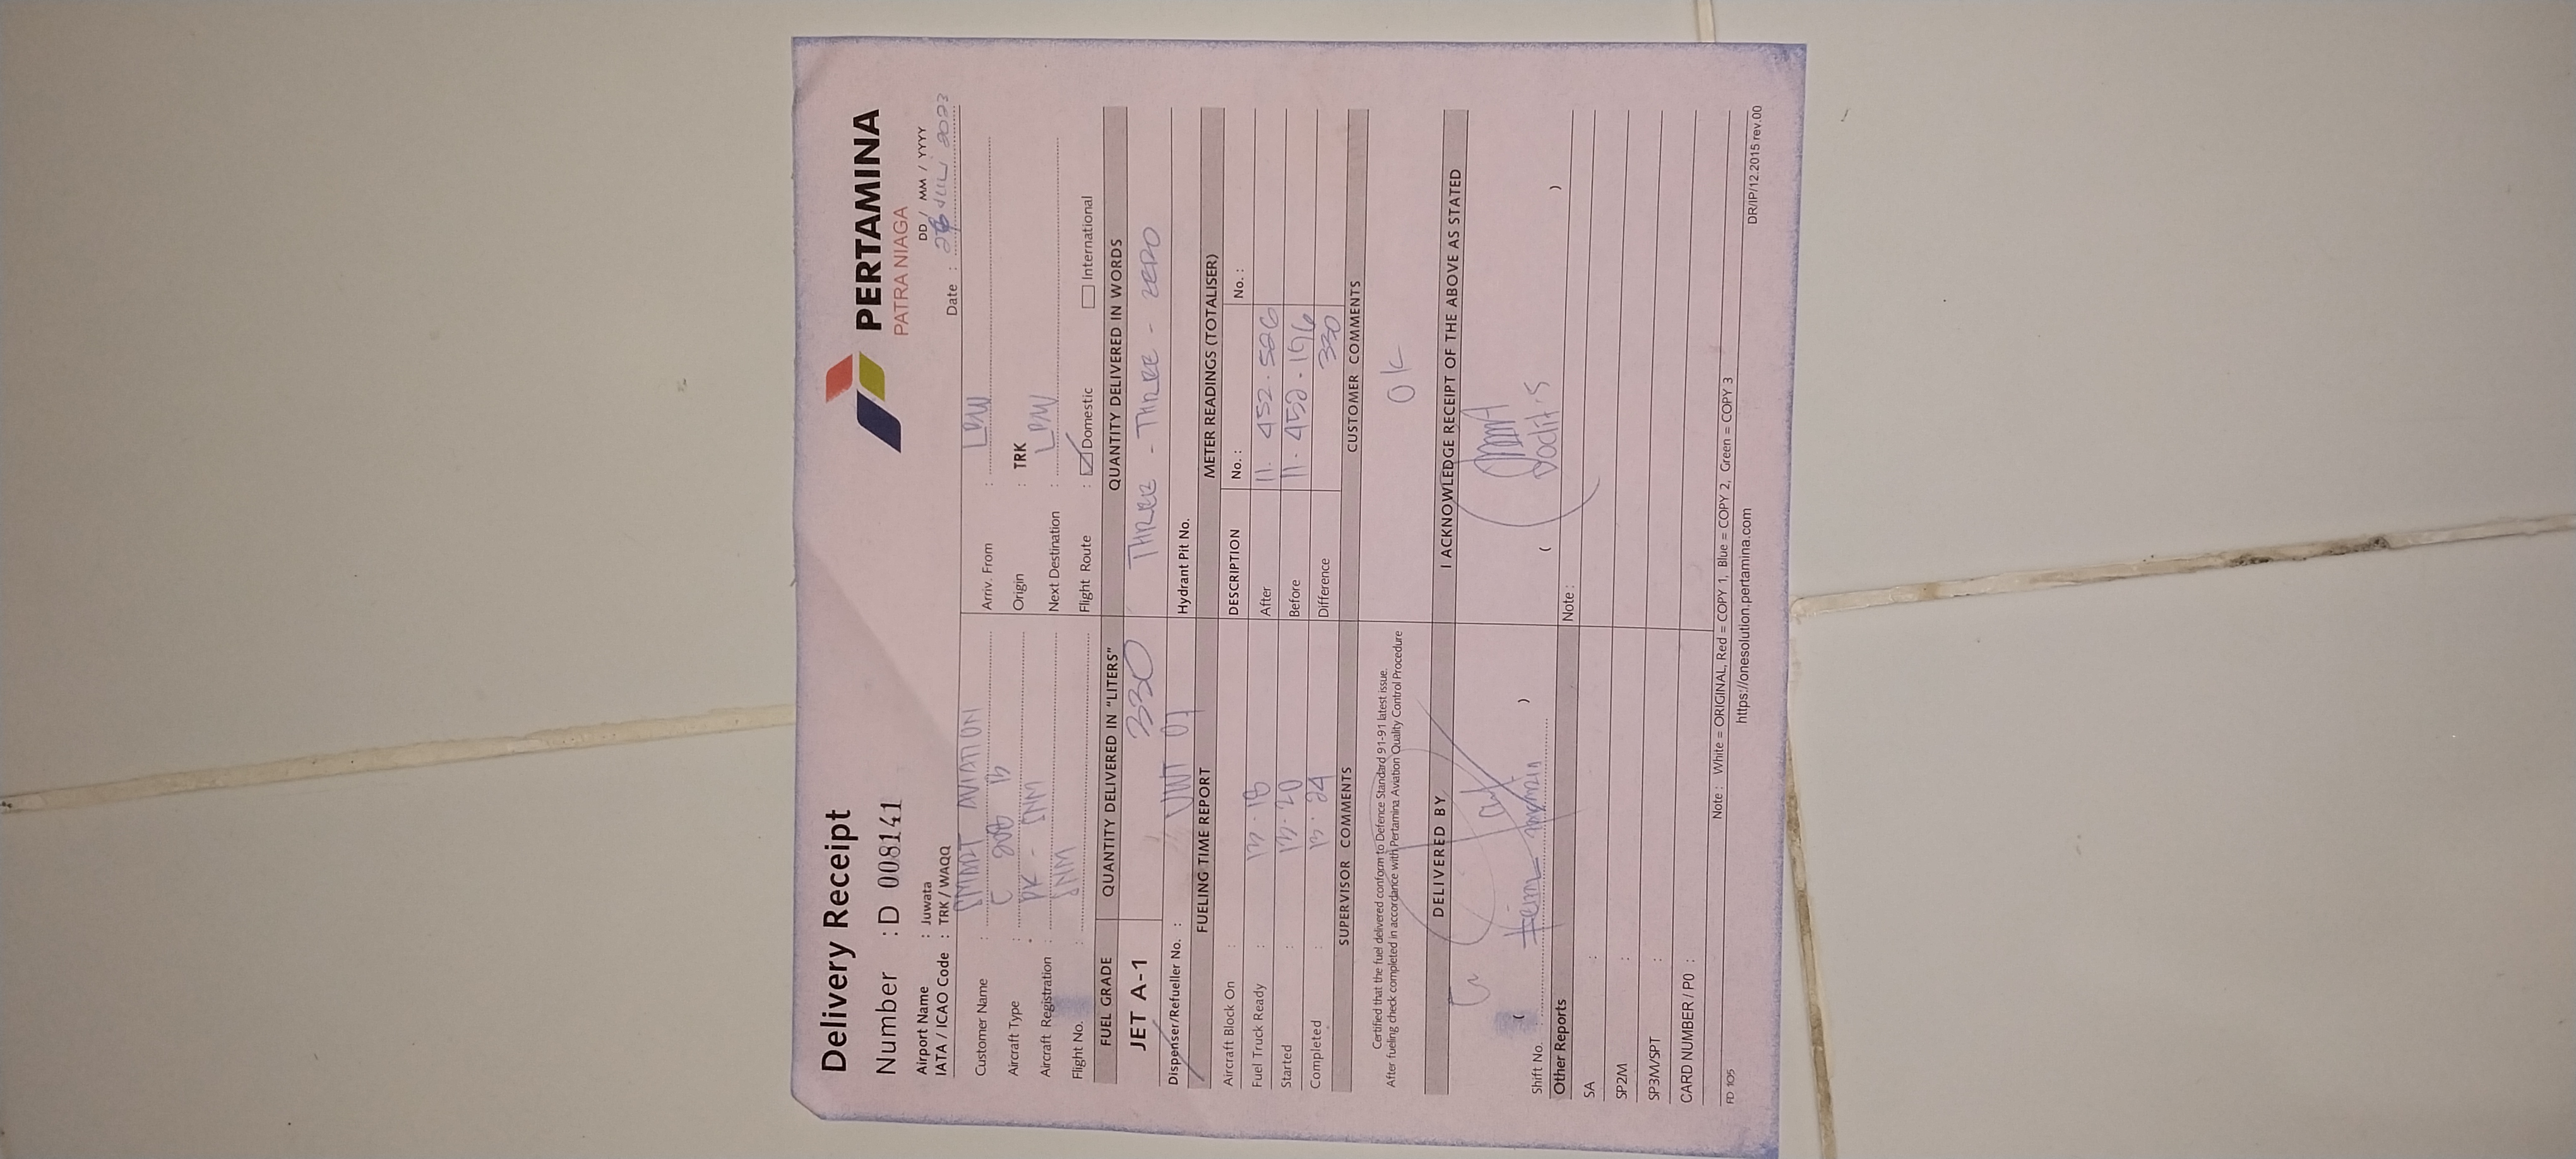 Delivery Receipt
PERTAMINA
PATRA NIAGA
Number : D 008141
Airport Name : Juwata
DD / MM / YYYY
IATA / ICAO Code : TRK / WAQQ
Date : Juli 2023
Customer Name : SMART AVIATION
Arriv. From : LBW
Aircraft Type : C 208 B
Origin : TRK
Aircraft Registration : PK - SNM
Next Destination : LBW
Flight No. : SNM
Flight Route : Domestic International
FUEL GRADE QUANTITY DELIVERED IN "LITERS" QUANTITY DELIVERED IN WORDS
JET A-1 330 THREE - THREE - ZERO
Dispenser/Refueller No. : 07
Hydrant Pit No.
FUELING TIME REPORT METER READINGS (TOTALISER)
Aircraft Block On :
DESCRIPTION No. : No. :
Fuel Truck Ready : 13.18
After 11.452.526
Started : 13.20
Before 11.452.196
Completed : 13.24
Difference 330
SUPERVISOR COMMENTS CUSTOMER COMMENTS
Certified that the fuel delivered conform to Defence Standard 91-91 latest issue.
After fueling check completed in accordance with Pertamina Aviation Quality Control Procedure
OK
DELIVERED BY I ACKNOWLEDGE RECEIPT OF THE ABOVE AS STATED
Shift No. : ( ) ( )
Other Reports Note :
SA :
SP2M :
SP3M/SPT :
CARD NUMBER / PO :
Note : White = ORIGINAL, Red = COPY 1, Blue = COPY 2, Green = COPY 3
FD 105
https://onesolution.pertamina.com
DR/IP/12.2015 rev.00